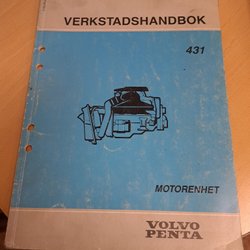 VERKSTADSHANDBOK
431
MOTORENHET
VOLVO
PENTA